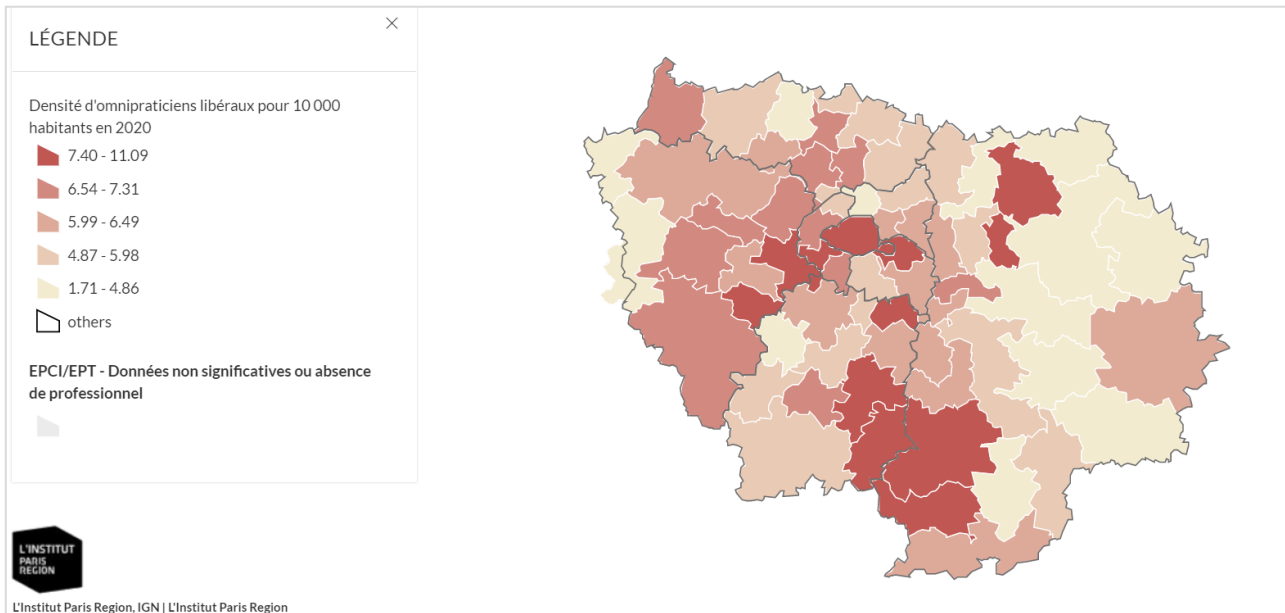 LÉGENDE
Densité d'omnipraticiens libéraux pour 10 000
habitants en 2020
7.40 - 11.09
6.54 - 7.31
5.99 - 6.49
4.87 - 5.98
1.71 - 4.86
others
EPCI/EPT - Données non significatives ou absence
de professionnel
L'INSTITUT
PARIS
REGION
L'Institut Paris Region, IGN | L'Institut Paris Region